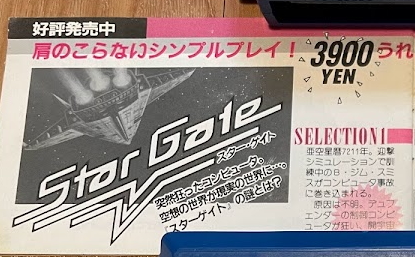 好評発売中
肩のこらないシンプルプレイ！
3900
YEN
うれ
Star Gate
スター・ゲイト
突然狂ったコンピュータ。
空想の世界が現実の世界に…。
『スターゲイト』の謎とは？
SELECTION1
亜空星暦7211年。迎撃
シミュレーションで訓
練中のB・ジム・スミ
スがコンピュータ事故
に巻き込まれる。
原因は不明。デュフ
ェンダーの制御コンピ
ュータが狂い、